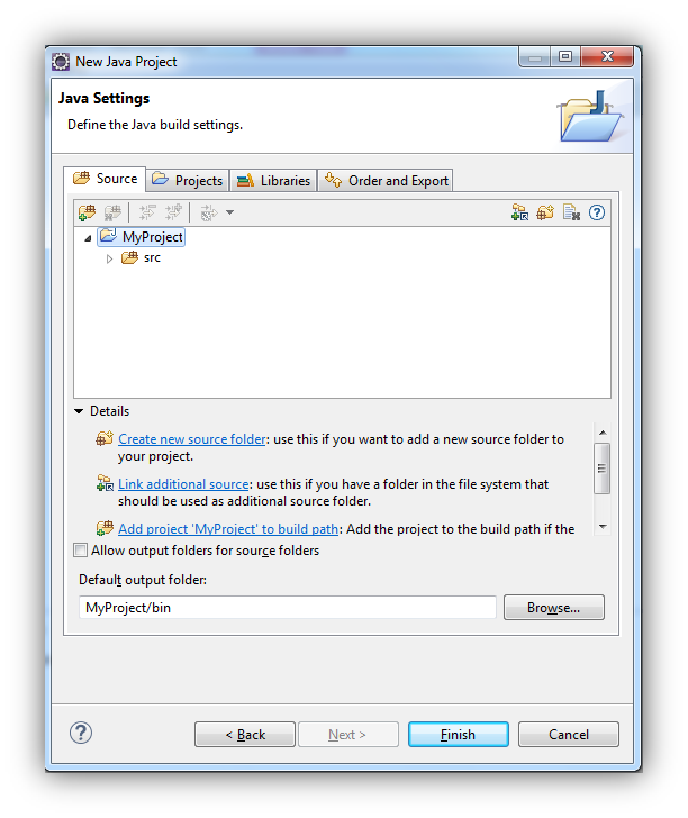 New Java Project
Java Settings
Define the Java build settings.
Source Projects Libraries Order and Export
MyProject
src
Details
Create new source folder: use this if you want to add a new source folder to
your project.
Link additional source: use this if you have a folder in the file system that
should be used as additional source folder.
Add project 'MyProject' to build path: Add the project to the build path if the
Allow output folders for source folders
Default output folder:
MyProject/bin
Browse...
< Back
Next >
Finish
Cancel